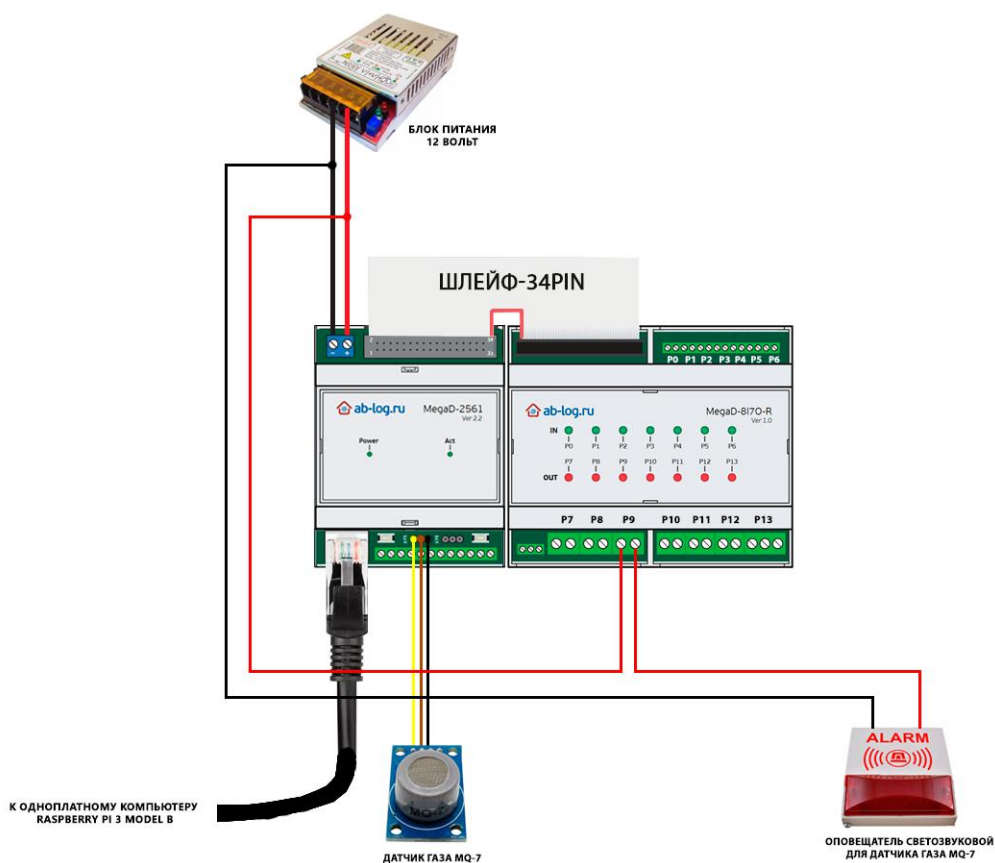 БЛОК ПИТАНИЯ
12 ВОЛЬТ
ШЛЕЙФ-34PIN
P0 P1 P2 P3 P4 P5 P6
- +
ab-log.ru MegaD-2561
Ver 2.2
Power Act
ab-log.ru MegaD-8I7O-R
Ver 1.0
IN
P0 P1 P2 P3 P4 P5 P6
P7 P8 P9 P10 P11 P12 P13
OUT
P7 P8 P9 P10 P11 P12 P13
ALARM
К ОДНОПЛАТНОМУ КОМПЬЮТЕРУ
RASPBERRY PI 3 MODEL B
MQ-7
ДАТЧИК ГАЗА MQ-7
ОПОВЕЩАТЕЛЬ СВЕТОЗВУКОВОЙ
ДЛЯ ДАТЧИКА ГАЗА MQ-7